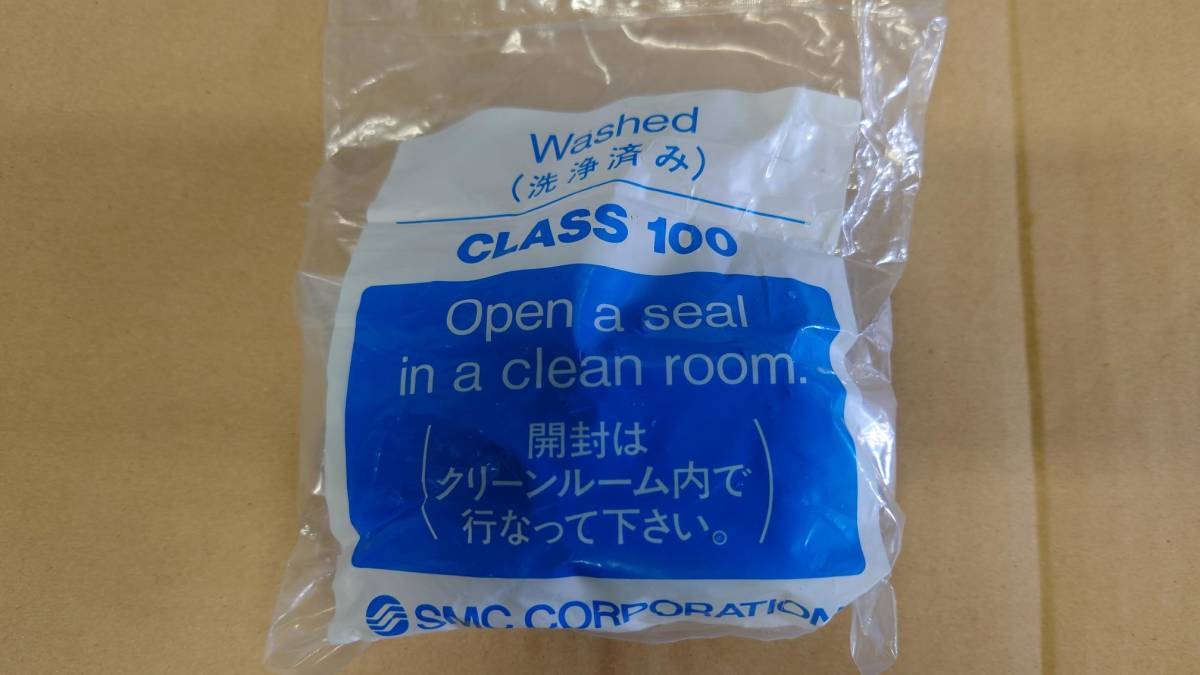 Washed
(洗浄済み)
CLASS 100
Open a seal
in a clean room.
(開封は
クリーンルーム内で
行なって下さい。)
SMC CORPORATION